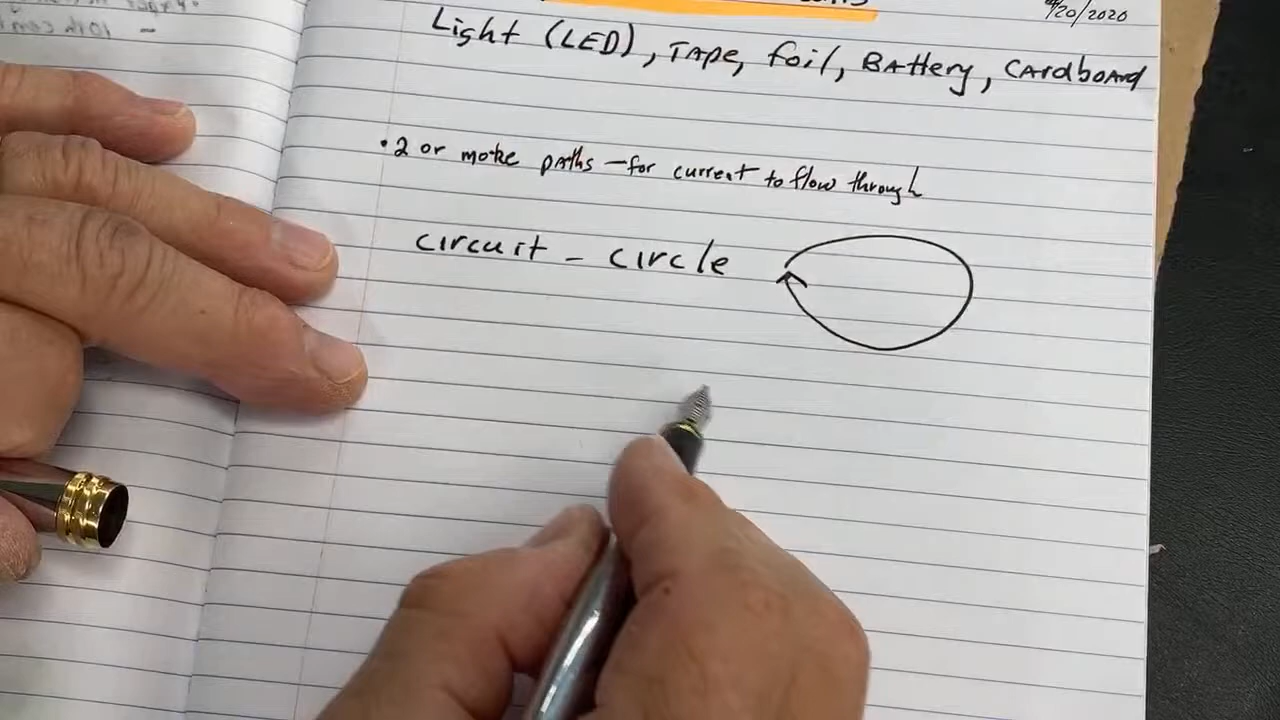 9/20/2020
Light (LED), TAPE, foil, BAttery, CArdboArd
• 2 or more paths – for current to flow through
circuit – circle